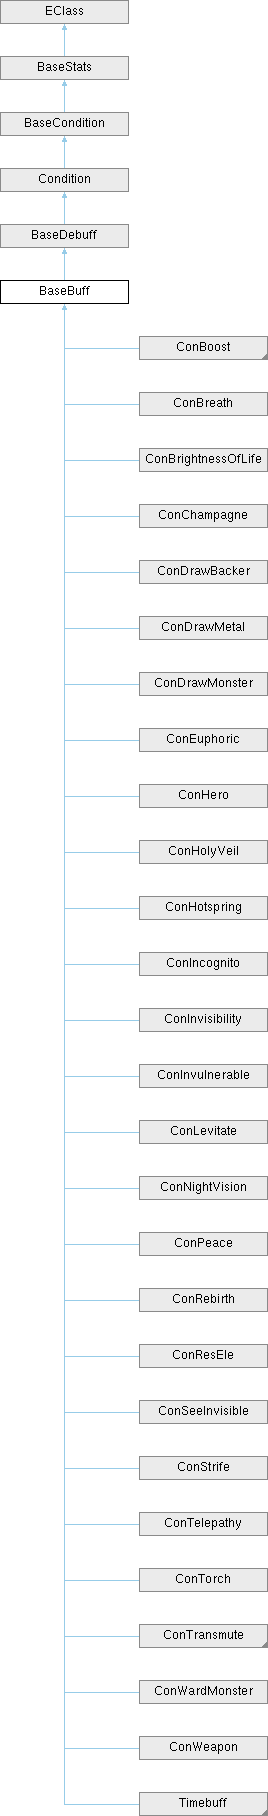 EClass
BaseStats
BaseCondition
Condition
BaseDebuff
BaseBuff
ConBoost
ConBreath
ConBrightnessOfLife
ConChampagne
ConDrawBacker
ConDrawMetal
ConDrawMonster
ConEuphoric
ConHero
ConHolyVeil
ConHotspring
ConIncognito
ConInvisibility
ConInvulnerable
ConLevitate
ConNightVision
ConPeace
ConRebirth
ConResEle
ConSeeInvisible
ConStrife
ConTelepathy
ConTorch
ConTransmute
ConWardMonster
ConWeapon
Timebuff